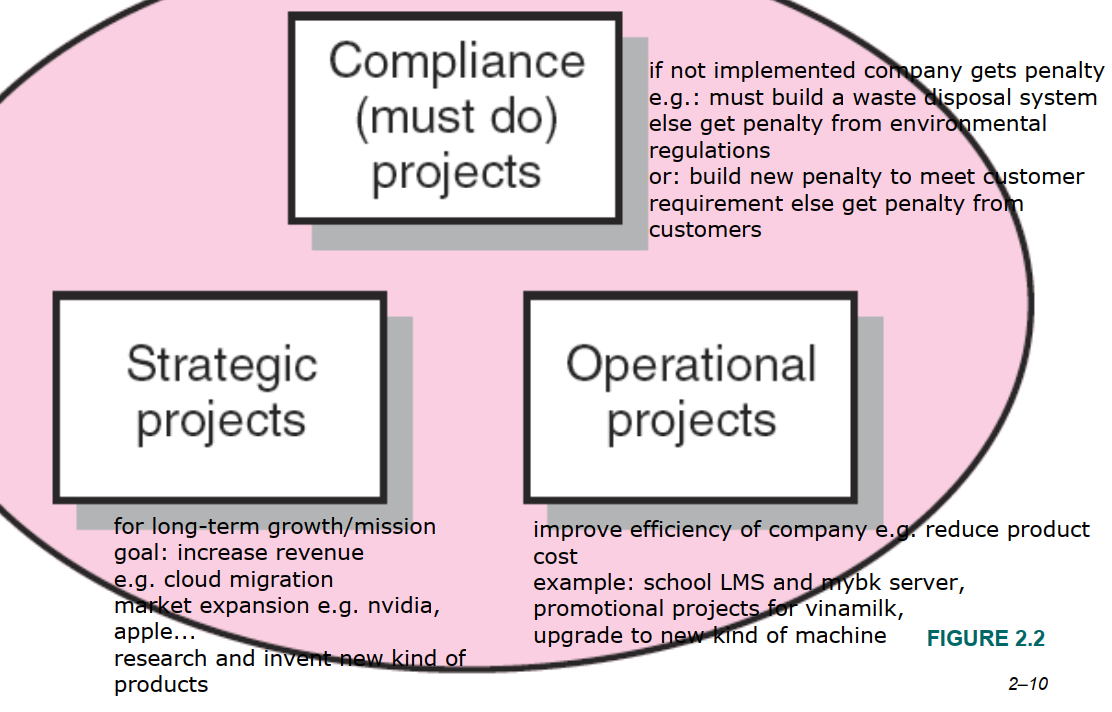 Compliance
(must do)
projects
if not implemented company gets penalty
e.g.: must build a waste disposal system
else get penalty from environmental
regulations
or: build new penalty to meet customer
requirement else get penalty from
customers
Strategic
projects
for long-term growth/mission
goal: increase revenue
e.g. cloud migration
market expansion e.g. nvidia,
apple...
research and invent new kind of
products
Operational
projects
improve efficiency of company e.g. reduce product
cost
example: school LMS and mybk server,
promotional projects for vinamilk,
upgrade to new kind of machine
FIGURE 2.2
2–10